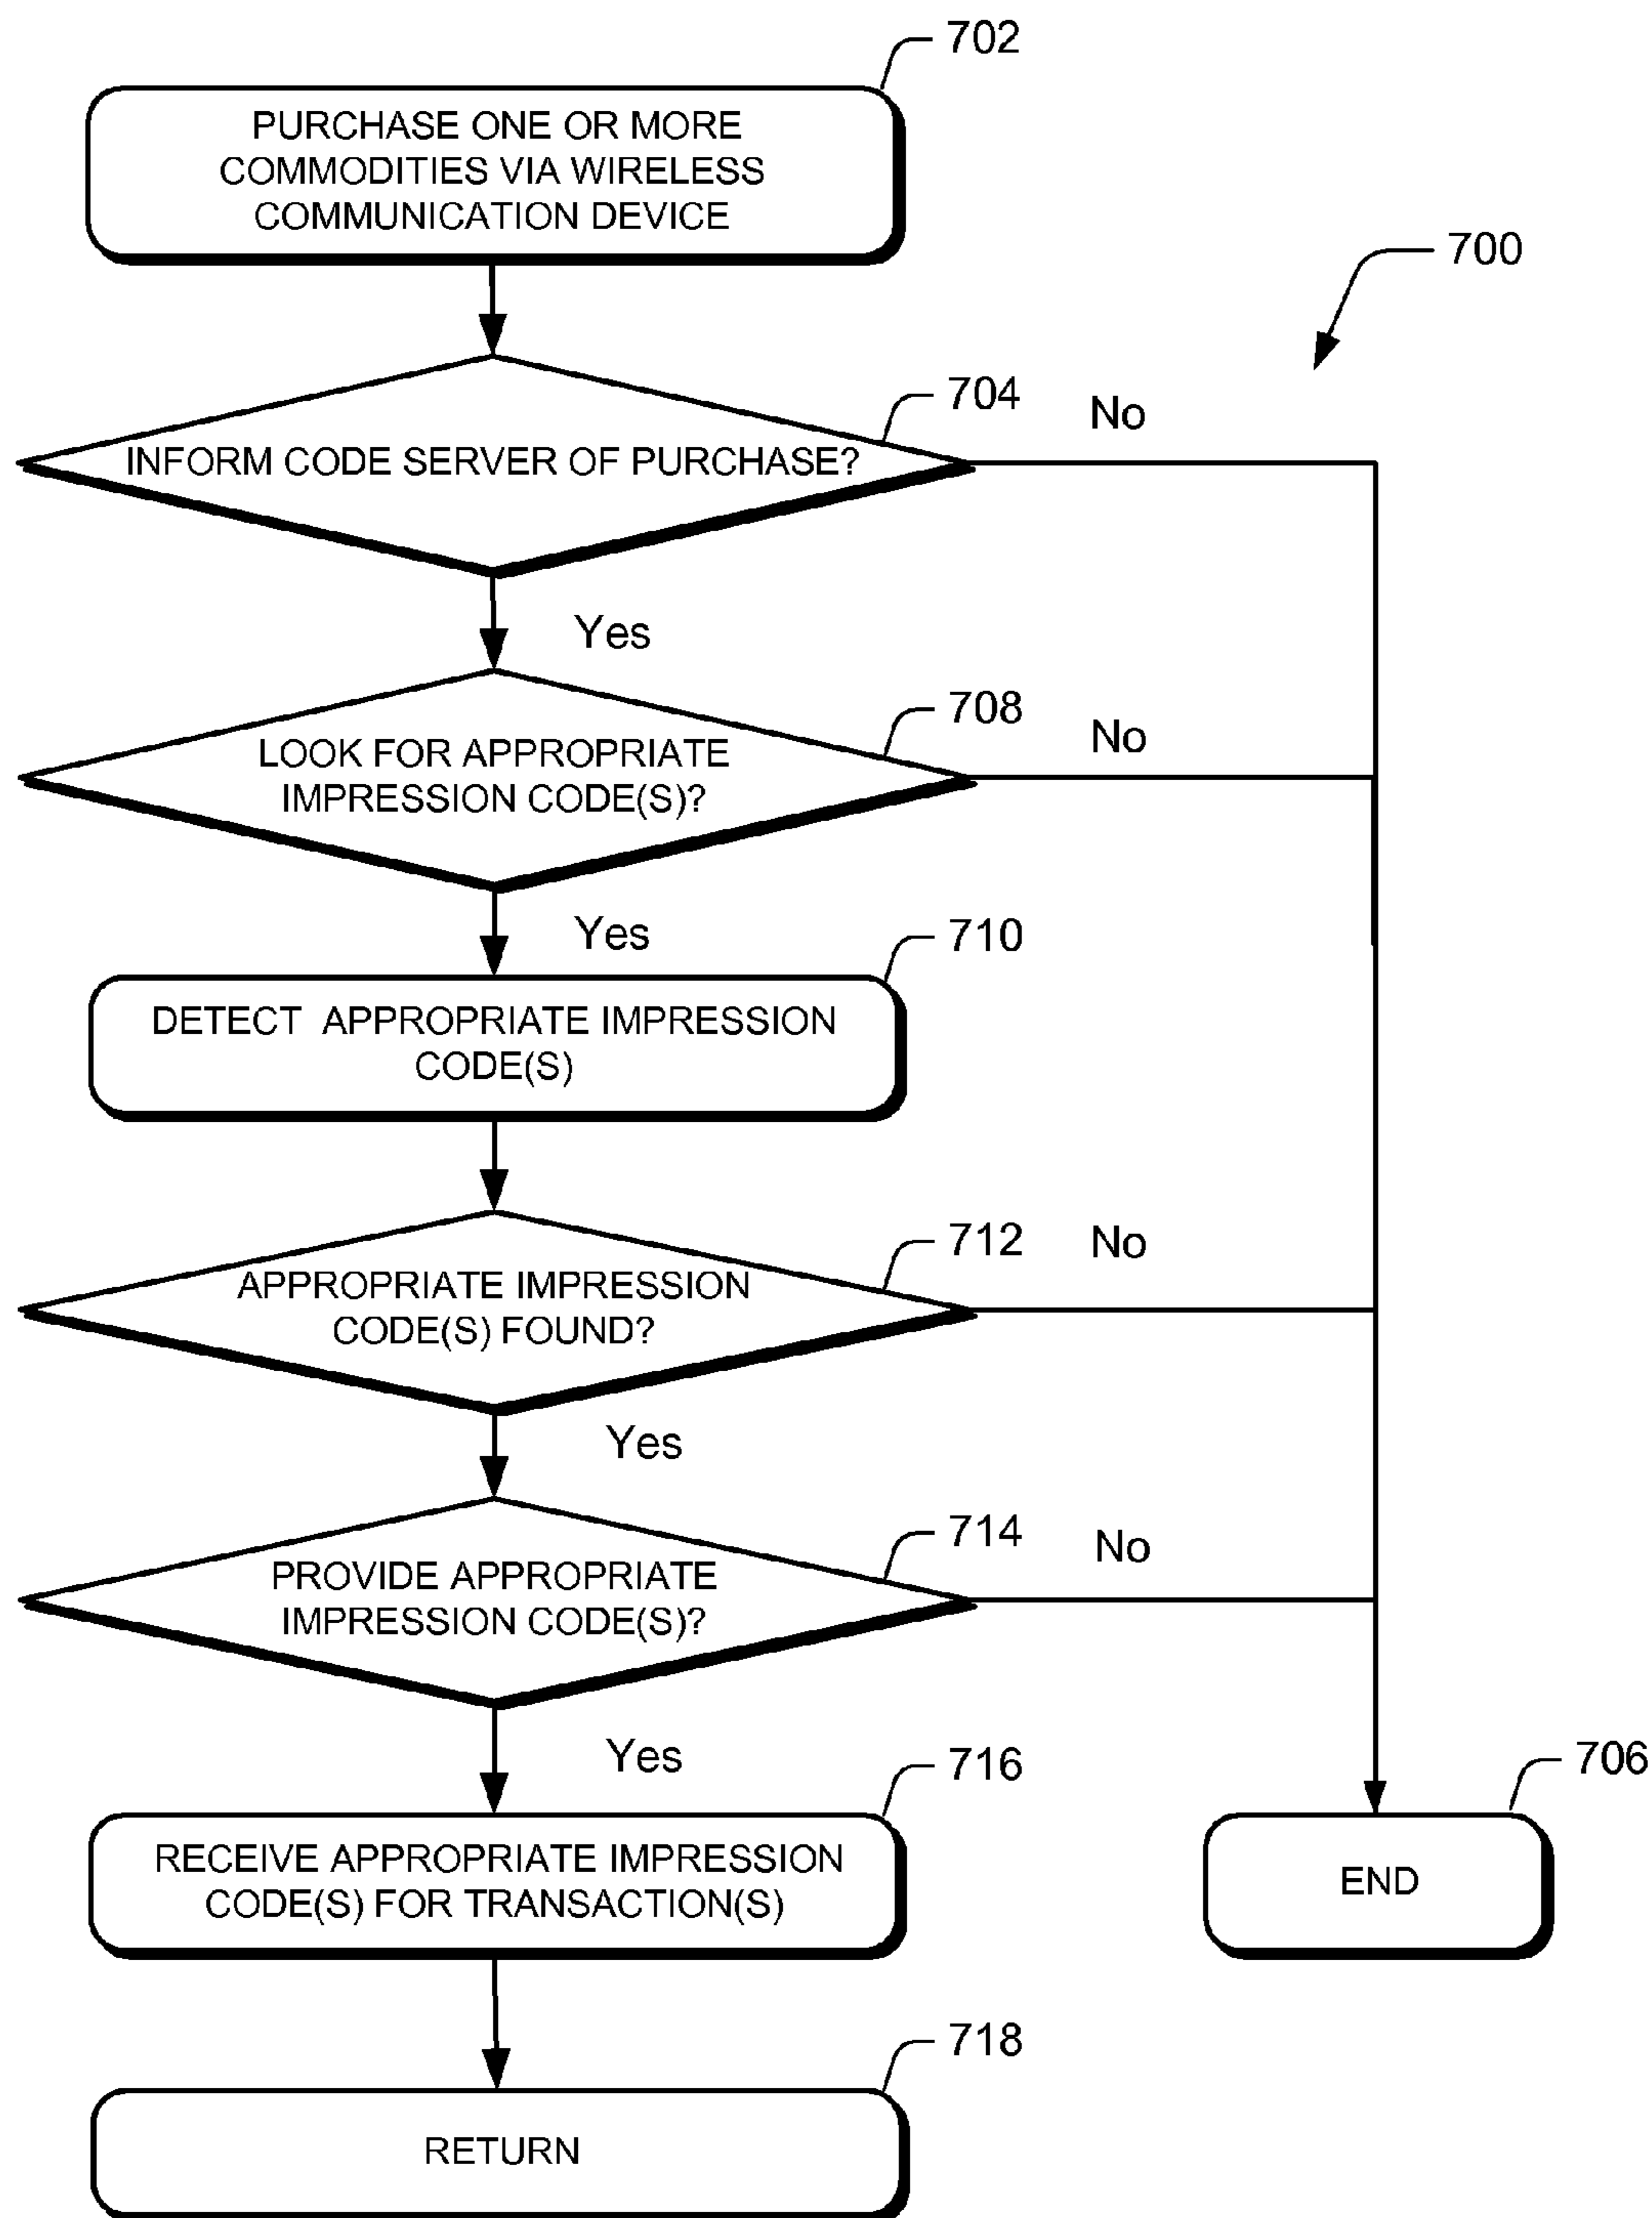 702
PURCHASE ONE OR MORE
COMMODITIES VIA WIRELESS
COMMUNICATION DEVICE
700
704
No
INFORM CODE SERVER OF PURCHASE?
Yes
708
No
LOOK FOR APPROPRIATE
IMPRESSION CODE(S)?
Yes
710
DETECT APPROPRIATE IMPRESSION
CODE(S)
712
No
APPROPRIATE IMPRESSION
CODE(S) FOUND?
Yes
714
No
PROVIDE APPROPRIATE
IMPRESSION CODE(S)?
Yes
716
706
RECEIVE APPROPRIATE IMPRESSION
CODE(S) FOR TRANSACTION(S)
END
718
RETURN